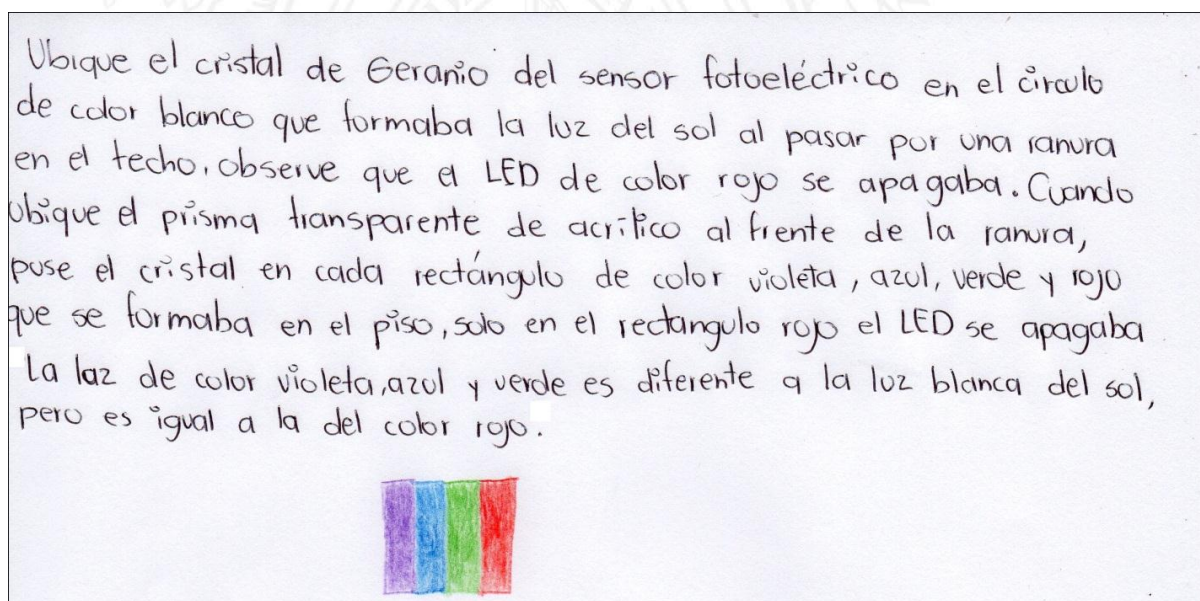 Ubique el cristal de Geranio del sensor fotoeléctrico en el circulo
de color blanco que formaba la luz del sol al pasar por una ranura
en el techo, observe que el LED de color rojo se apagaba. Cuando
ubique el prisma transparente de acrilico al frente de la ranura,
puse el cristal en cada rectángulo de color violeta, azul, verde y rojo
que se formaba en el piso, solo en el rectangulo rojo el LED se apagaba
La laz de color violeta, azul y verde es diferente a la luz blanca del sol,
pero es igual a la del color rojo.